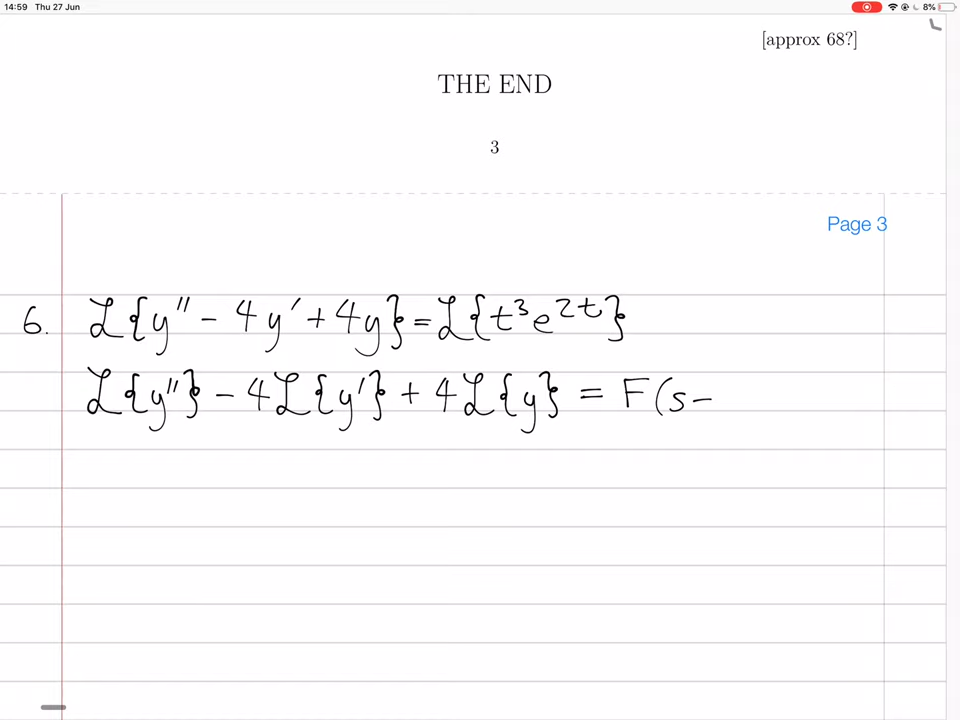 14:59 Thu 27 Jun 8%
[approx 68?]
THE END
3
Page 3
6. ℒ{y'' - 4y' + 4y} = ℒ{t³e²ᵗ}
ℒ{y''} - 4ℒ{y'} + 4ℒ{y} = F(s-